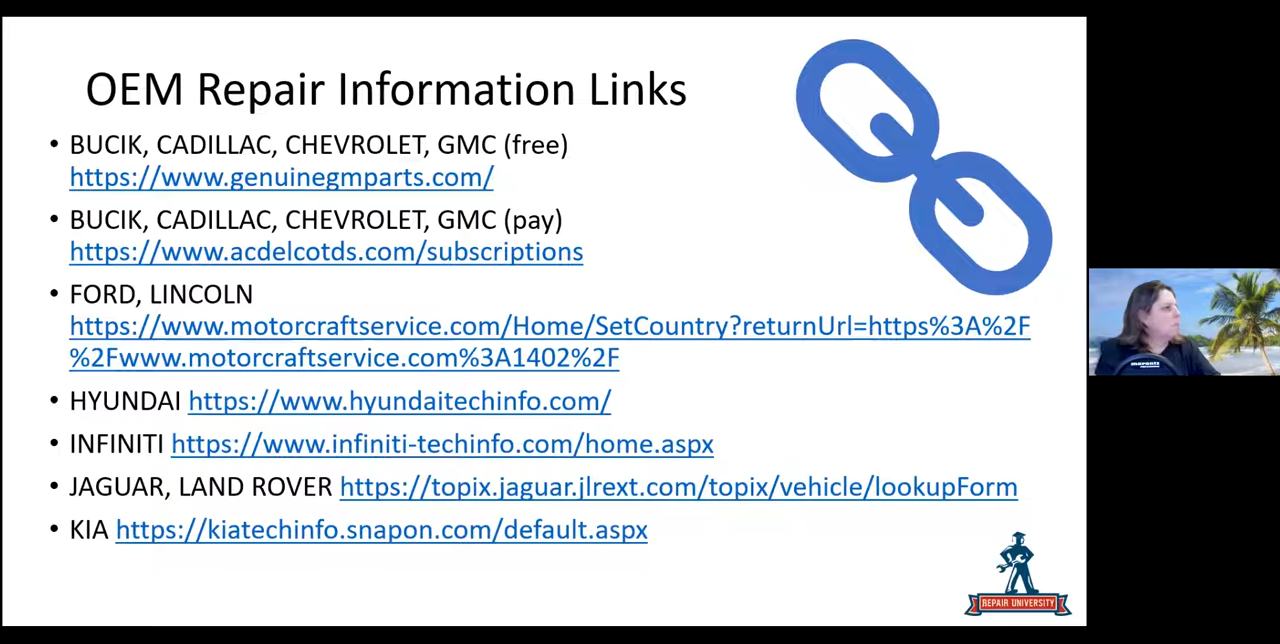 OEM Repair Information Links
• BUCIK, CADILLAC, CHEVROLET, GMC (free)
https://www.genuinegmparts.com/
• BUCIK, CADILLAC, CHEVROLET, GMC (pay)
https://www.acdelcotds.com/subscriptions
• FORD, LINCOLN
https://www.motorcraftservice.com/Home/SetCountry?returnUrl=https%3A%2F
%2Fwww.motorcraftservice.com%3A1402%2F
• HYUNDAI https://www.hyundaitechinfo.com/
• INFINITI https://www.infiniti-techinfo.com/home.aspx
• JAGUAR, LAND ROVER https://topix.jaguar.jlrext.com/topix/vehicle/lookupForm
• KIA https://kiatechinfo.snapon.com/default.aspx
REPAIR UNIVERSITY
marantz